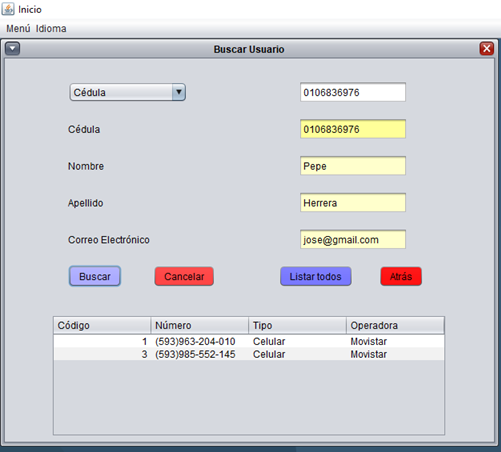 Inicio
Menú Idioma
Buscar Usuario
Cédula 0106836976
Cédula 0106836976
Nombre Pepe
Apellido Herrera
Correo Electrónico jose@gmail.com
Buscar Cancelar Listar todos Atrás
Código Número Tipo Operadora
1 (593)963-204-010 Celular Movistar
3 (593)985-552-145 Celular Movistar